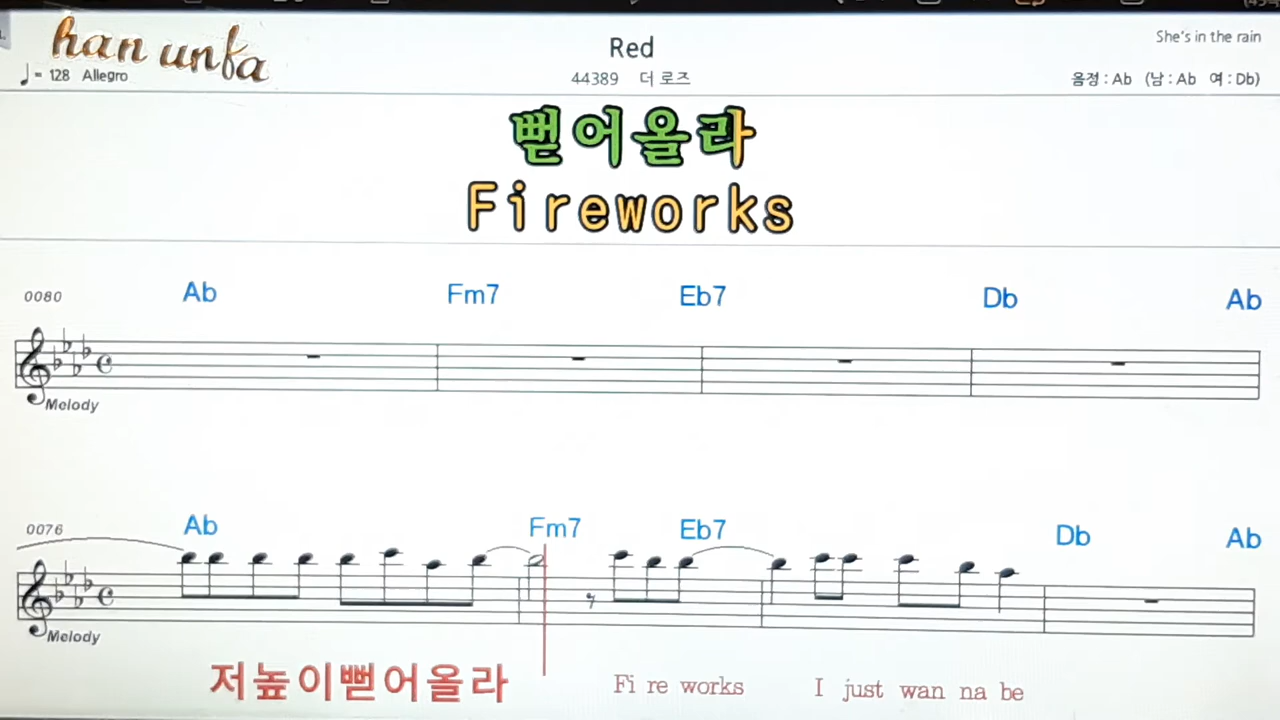 han unfa
Red
She's in the rain
♩= 128 Allegro
44389 더 로즈
음정 : Ab (남 : Ab 여 : Db)
뻗어올라
Fireworks
0080
Ab Fm7 Eb7 Db Ab
Melody
0076
Ab Fm7 Eb7 Db Ab
Melody
저높이뻗어올라 Fi re works I just wan na be